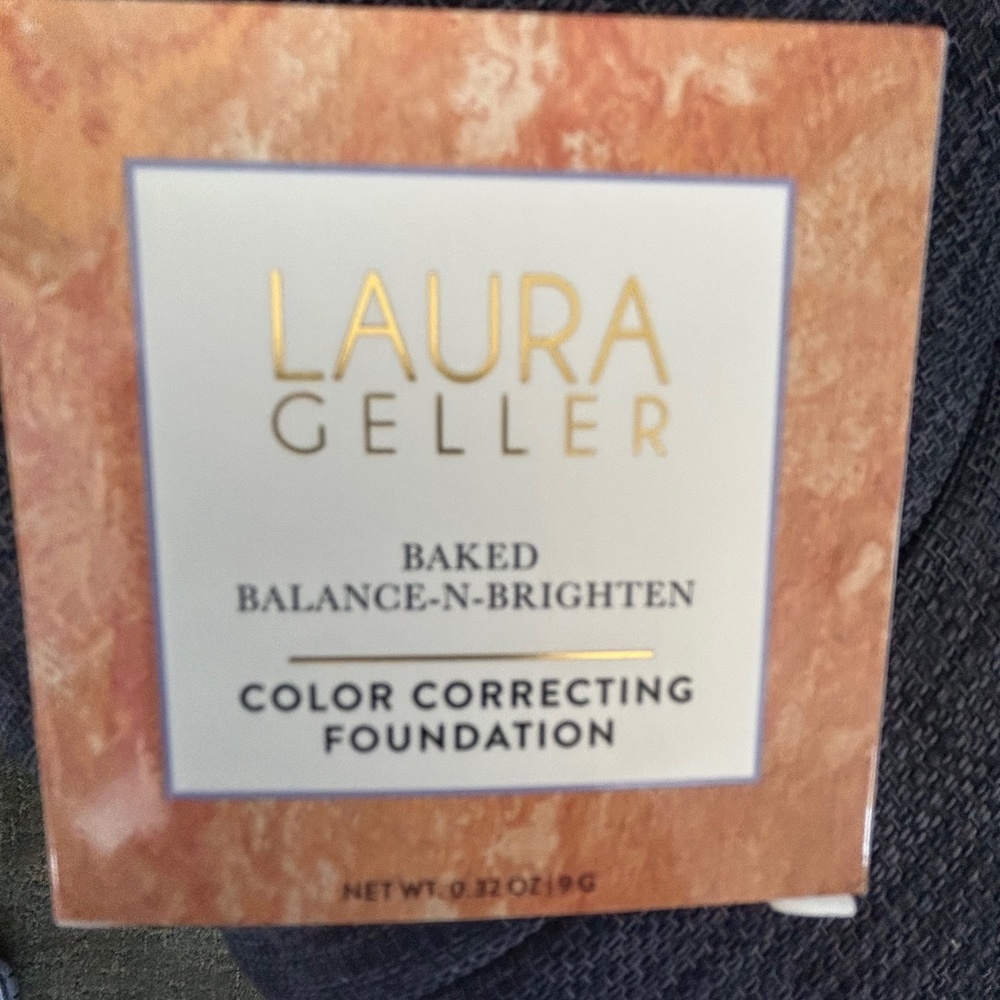 LAURA
GELLER
BAKED
BALANCE-N-BRIGHTEN
COLOR CORRECTING
FOUNDATION
NET WT. 0.32 OZ | 9 G